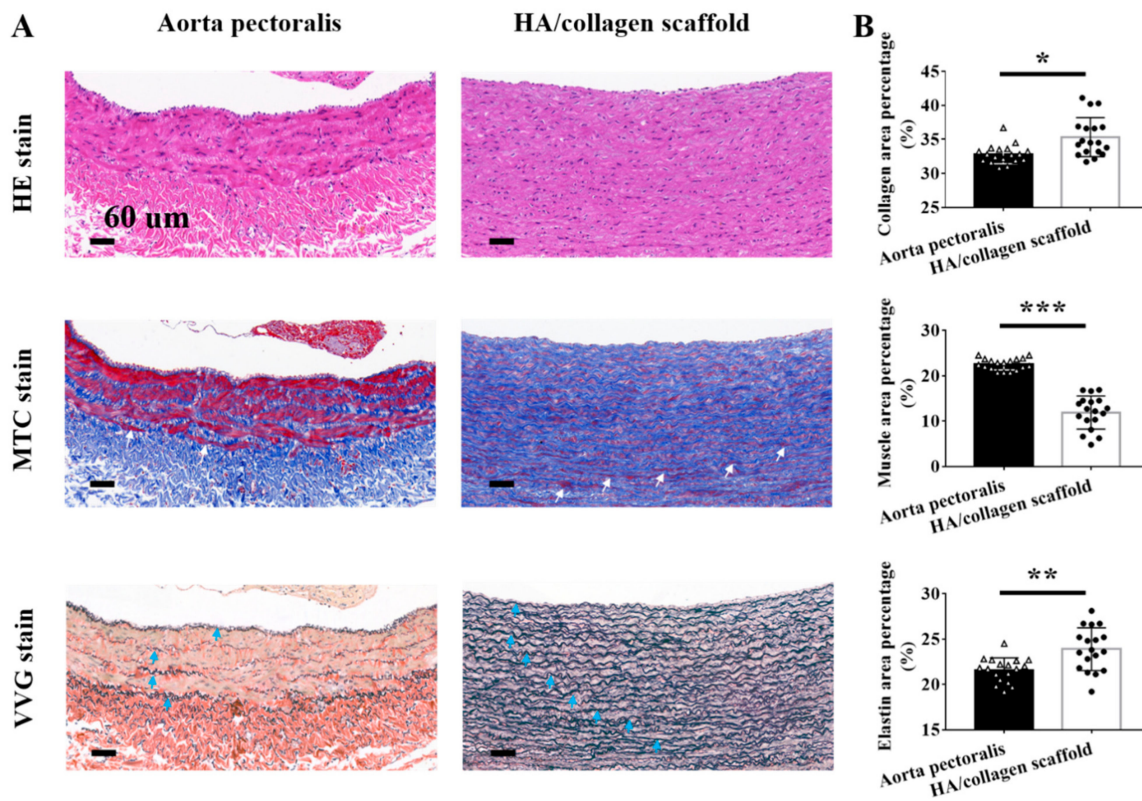 A
Aorta pectoralis
HA/collagen scaffold
B
HE stain
60 um
MTC stain
VVG stain
Collagen area percentage
(%)
45
40
35
30
25
*
Aorta pectoralis
HA/collagen scaffold
Muscle area percentage
(%)
30
20
10
0
***
Aorta pectoralis
HA/collagen scaffold
Elastin area percentage
(%)
30
25
20
15
**
Aorta pectoralis
HA/collagen scaffold